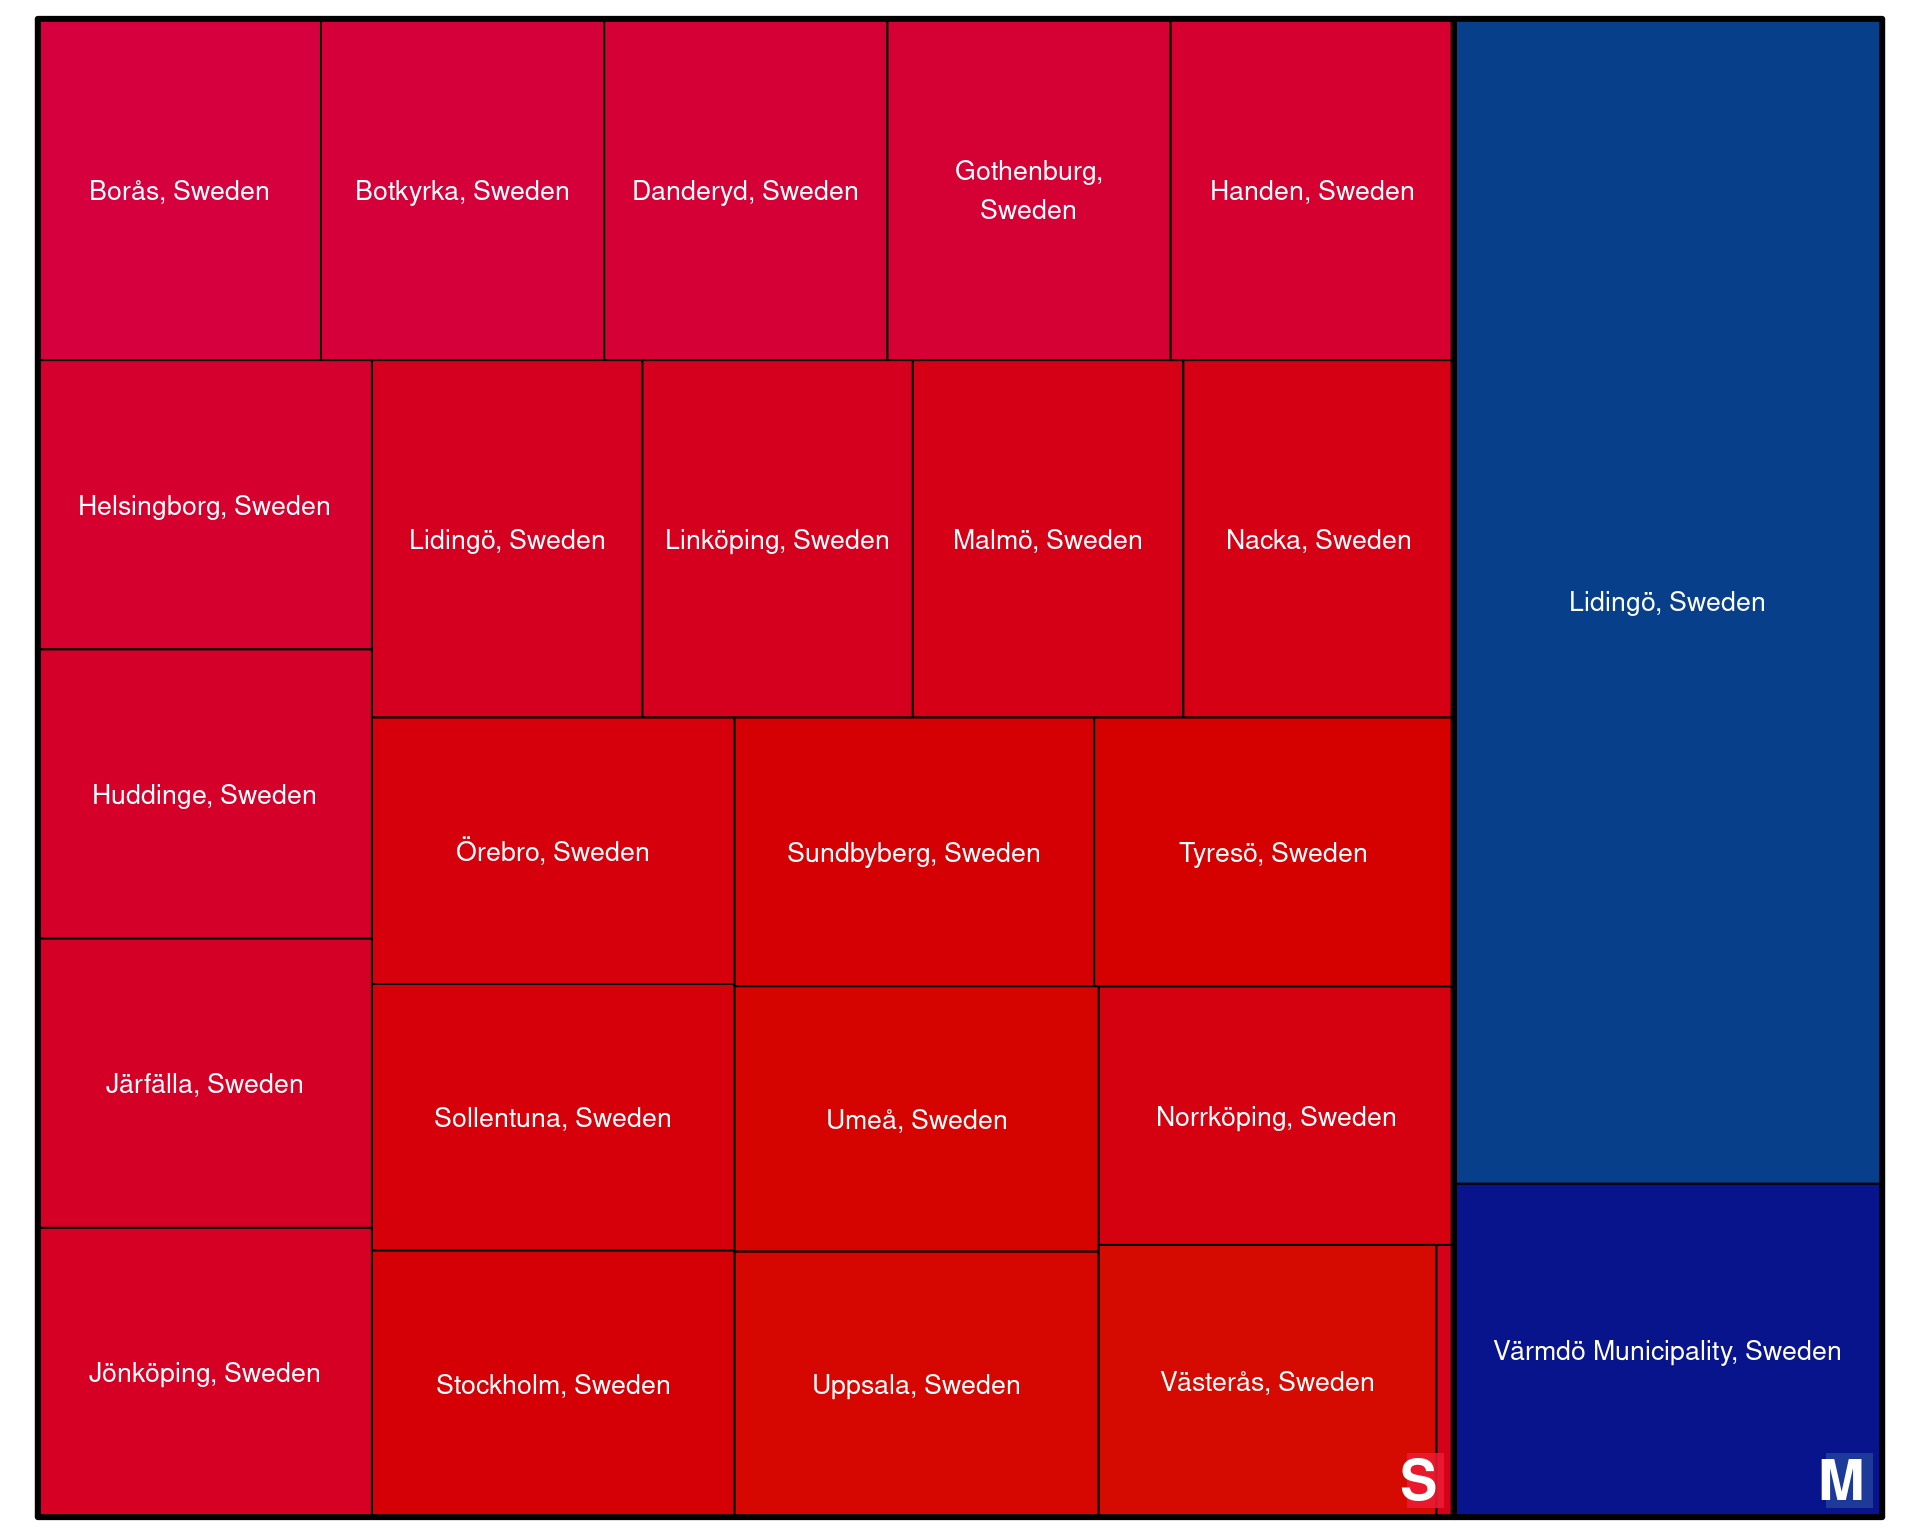 Borås, Sweden
Botkyrka, Sweden
Danderyd, Sweden
Gothenburg,
Sweden
Handen, Sweden
Helsingborg, Sweden
Lidingö, Sweden
Linköping, Sweden
Malmö, Sweden
Nacka, Sweden
Lidingö, Sweden
Huddinge, Sweden
Örebro, Sweden
Sundbyberg, Sweden
Tyresö, Sweden
Järfälla, Sweden
Sollentuna, Sweden
Umeå, Sweden
Norrköping, Sweden
Jönköping, Sweden
Stockholm, Sweden
Uppsala, Sweden
Västerås, Sweden
Värmdö Municipality, Sweden
S
M